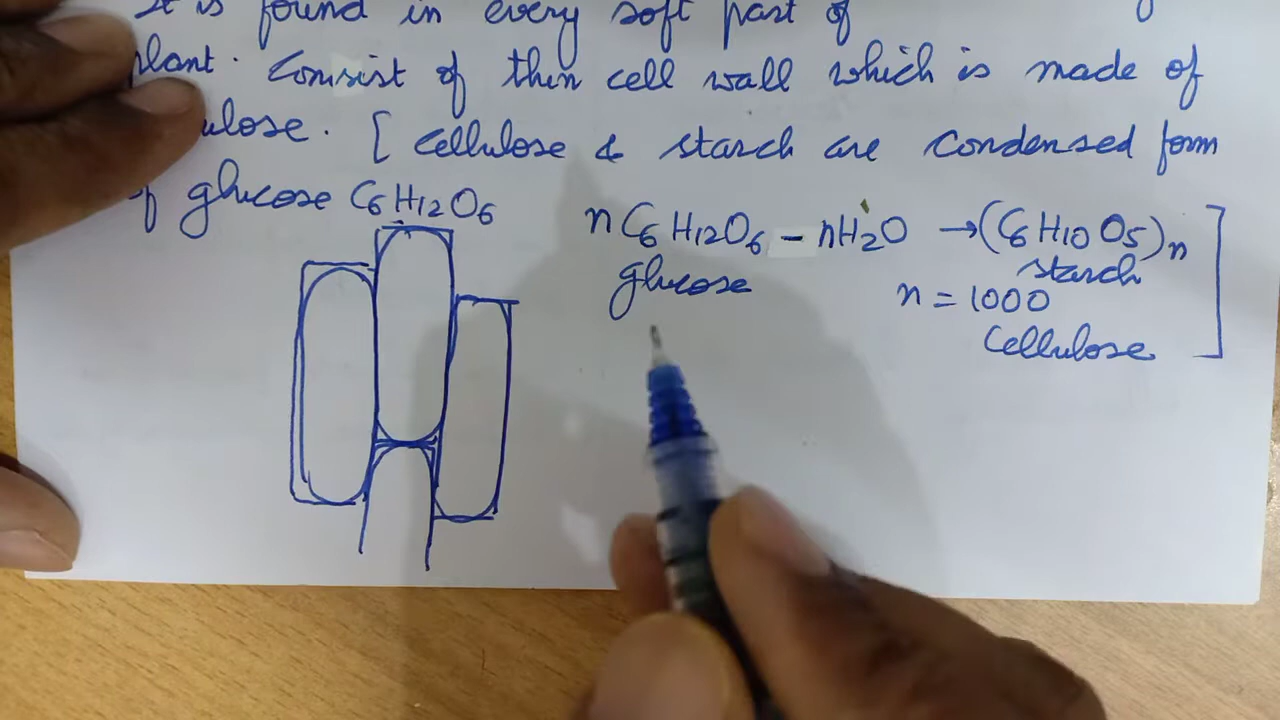 It is found in every soft part of
plant. Consist of thin cell wall which is made of
ulose. [ Cellulose & starch are condensed form
of glucose C6H12O6
nC6H12O6 - nH2O → (C6H10O5)n ]
glucose
starch
n = 1000
Cellulose